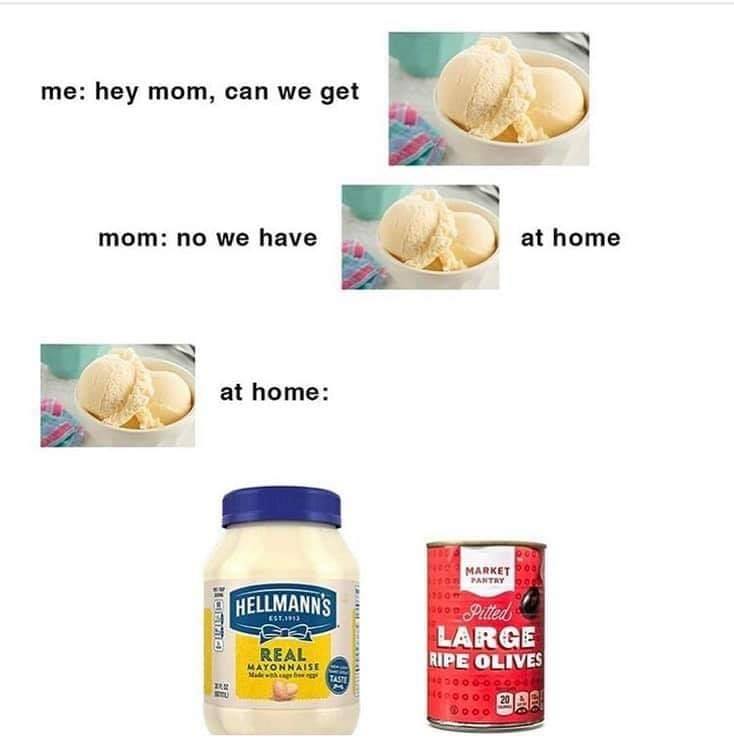 me: hey mom, can we get
mom: no we have at home
at home:
HELLMANN'S
EST.1913
REAL
MAYONNAISE
Made with cage free eggs
TASTE
MARKET
PANTRY
Pitted
LARGE
RIPE OLIVES
20